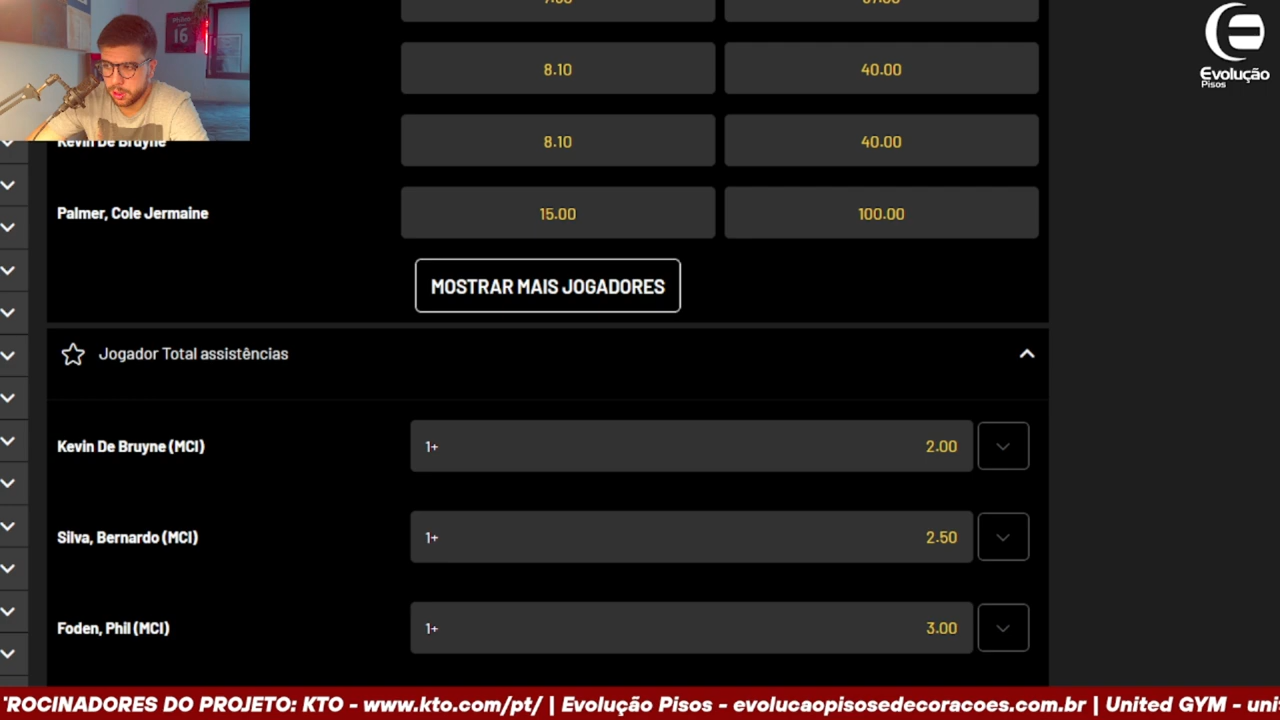 16
Evolução
Pisos
8.10 40.00
Kevin De Bruyne 8.10 40.00
Palmer, Cole Jermaine 15.00 100.00
MOSTRAR MAIS JOGADORES
Jogador Total assistências
Kevin De Bruyne (MCI) 1+ 2.00
Silva, Bernardo (MCI) 1+ 2.50
Foden, Phil (MCI) 1+ 3.00
ROCINADORES DO PROJETO: KTO - www.kto.com/pt/ | Evolução Pisos - evolucaopisosedecoracoes.com.br | United GYM - uni